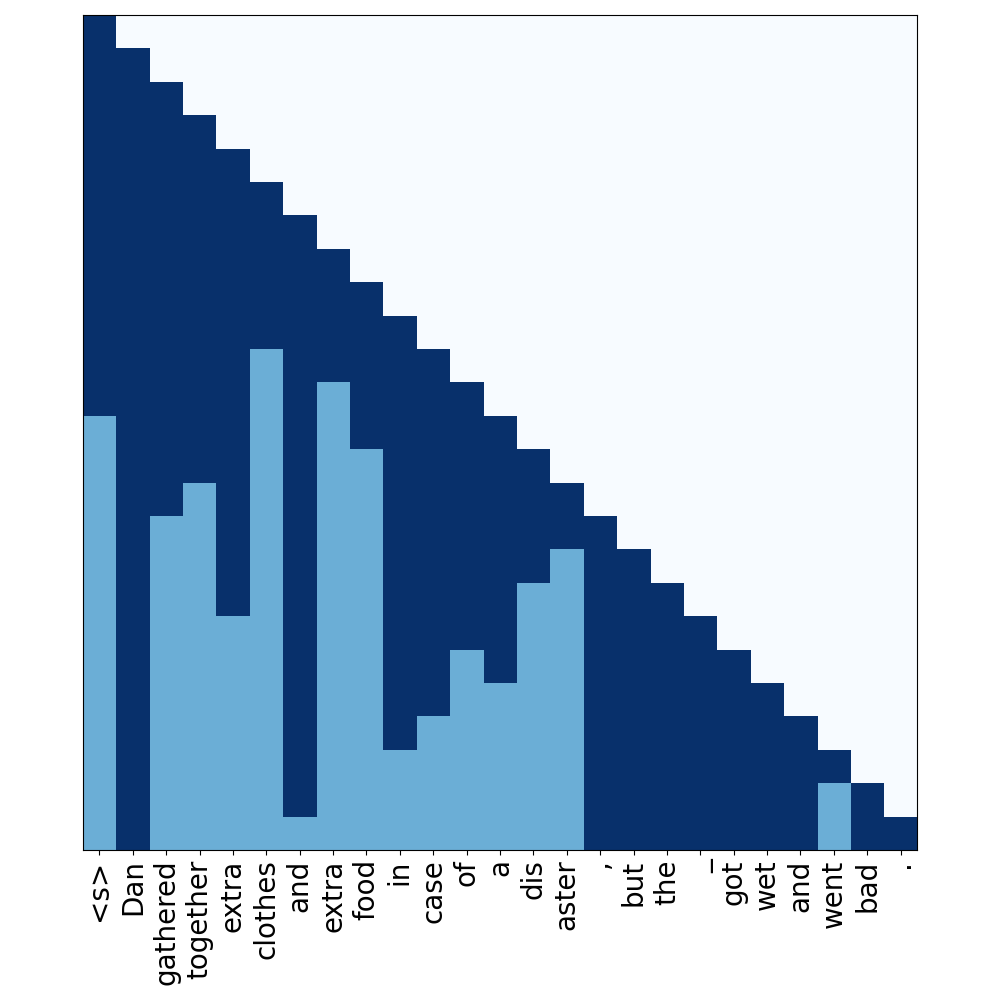 <s>
Dan
gathered
together
extra
clothes
and
extra
food
in
case
of
a
dis
aster
,
but
the
_
got
wet
and
went
bad
.